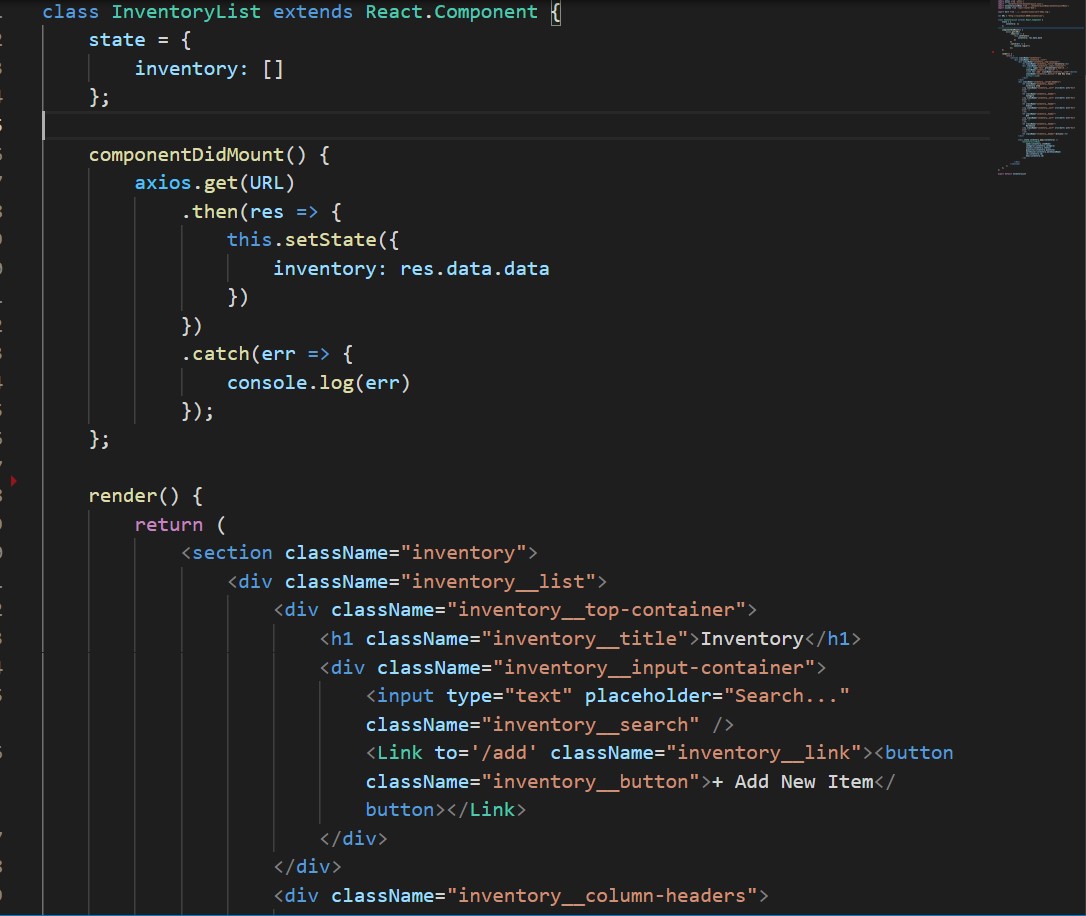 class InventoryList extends React.Component {
state = {
inventory: []
};
componentDidMount() {
axios.get(URL)
.then(res => {
this.setState({
inventory: res.data.data
})
})
.catch(err => {
console.log(err)
});
};
render() {
return (
<section className="inventory">
<div className="inventory__list">
<div className="inventory__top-container">
<h1 className="inventory__title">Inventory</h1>
<div className="inventory__input-container">
<input type="text" placeholder="Search..."
className="inventory__search" />
<Link to='/add' className="inventory__link"><button
className="inventory__button">+ Add New Item</
button></Link>
</div>
</div>
<div className="inventory__column-headers">